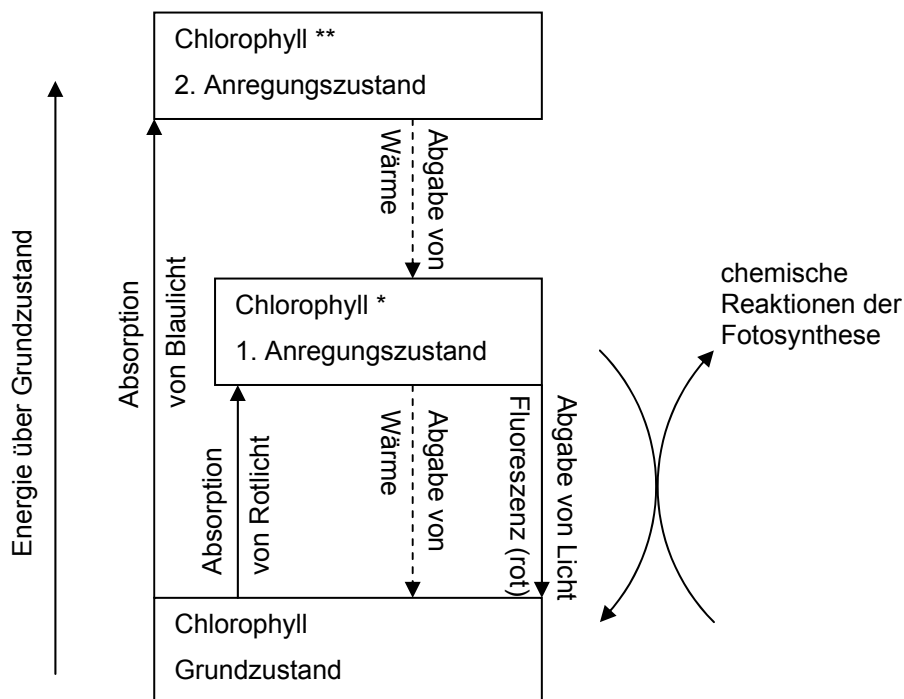 Chlorophyll **
2. Anregungszustand
Abgabe von
Wärme
Energie über Grundzustand
Absorption
von Blaulicht
Chlorophyll *
1. Anregungszustand
chemische
Reaktionen der
Fotosynthese
Absorption
von Rotlicht
Abgabe von
Wärme
Abgabe von Licht
Fluoreszenz (rot)
Chlorophyll
Grundzustand